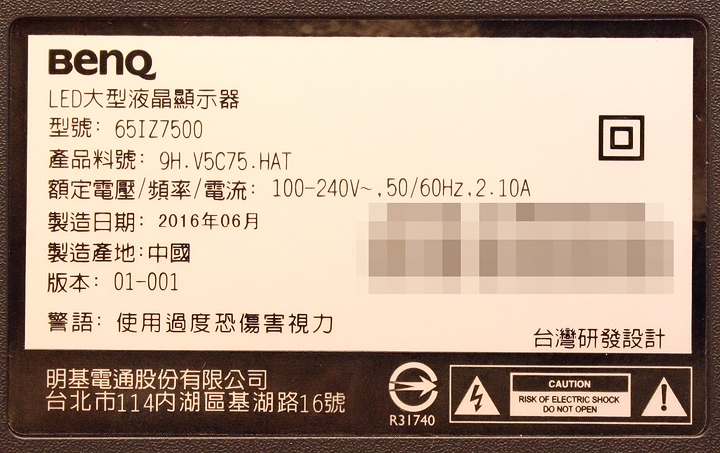 BenQ
LED大型液晶顯示器
型號: 65IZ7500
產品料號: 9H.V5C75.HAT
額定電壓/頻率/電流: 100-240V~,50/60Hz,2.10A
製造日期: 2016年06月
製造產地:中國
版本: 01-001
警語: 使用過度恐傷害視力
台灣研發設計
明基電通股份有限公司
台北市114內湖區基湖路16號
R31740
CAUTION
RISK OF ELECTRIC SHOCK
DO NOT OPEN